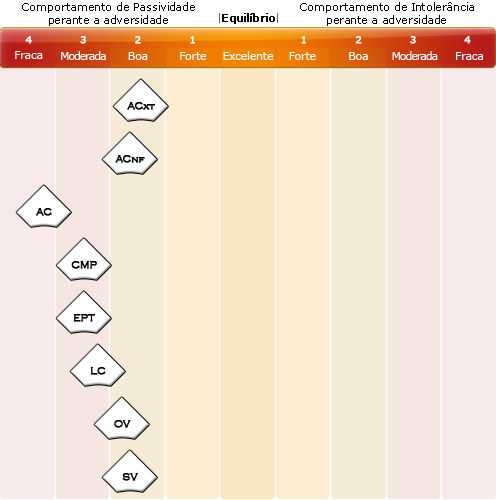 Comportamento de Passividade
perante a adversidade
|Equilíbrio|
Comportamento de Intolerância
perante a adversidade
4 3 2 1 1 2 3 4
Fraca Moderada Boa Forte Excelente Forte Boa Moderada Fraca
ACXT
ACNF
AC
CMP
EPT
LC
OV
SV